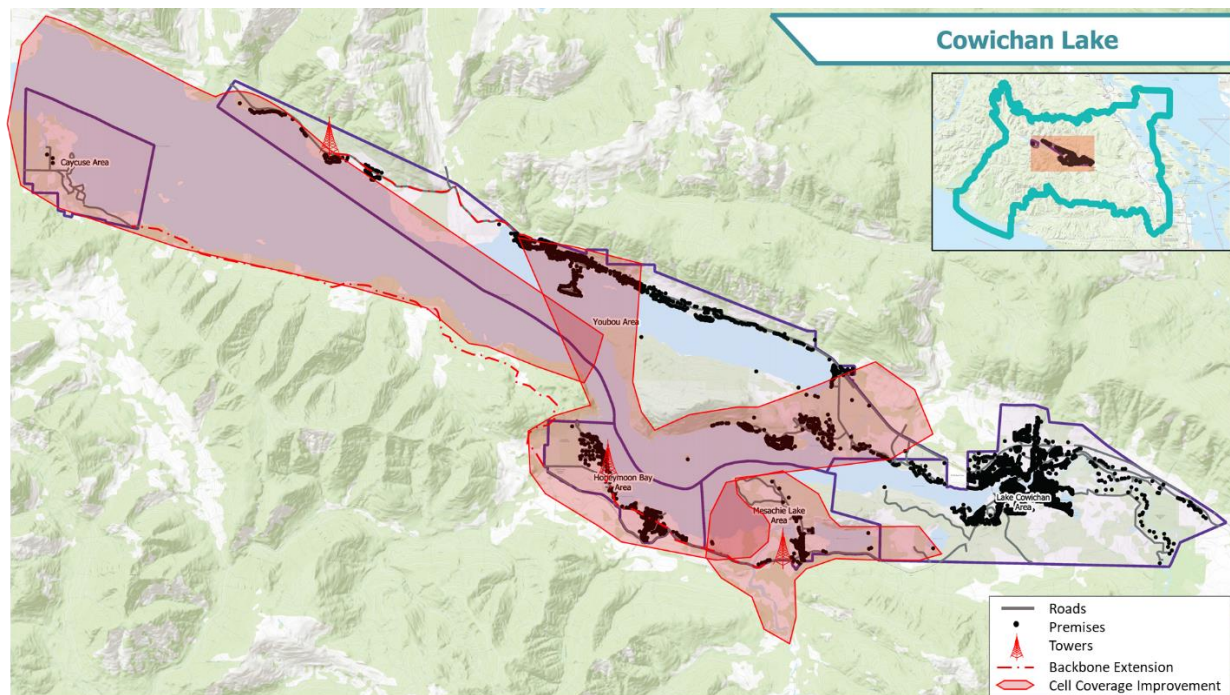 Cowichan Lake
Caycuse Area
Youbou Area
Honeymoon Bay
Area
Mesachie Lake
Area
Lake Cowichan
Area
Roads
Premises
Towers
Backbone Extension
Cell Coverage Improvement